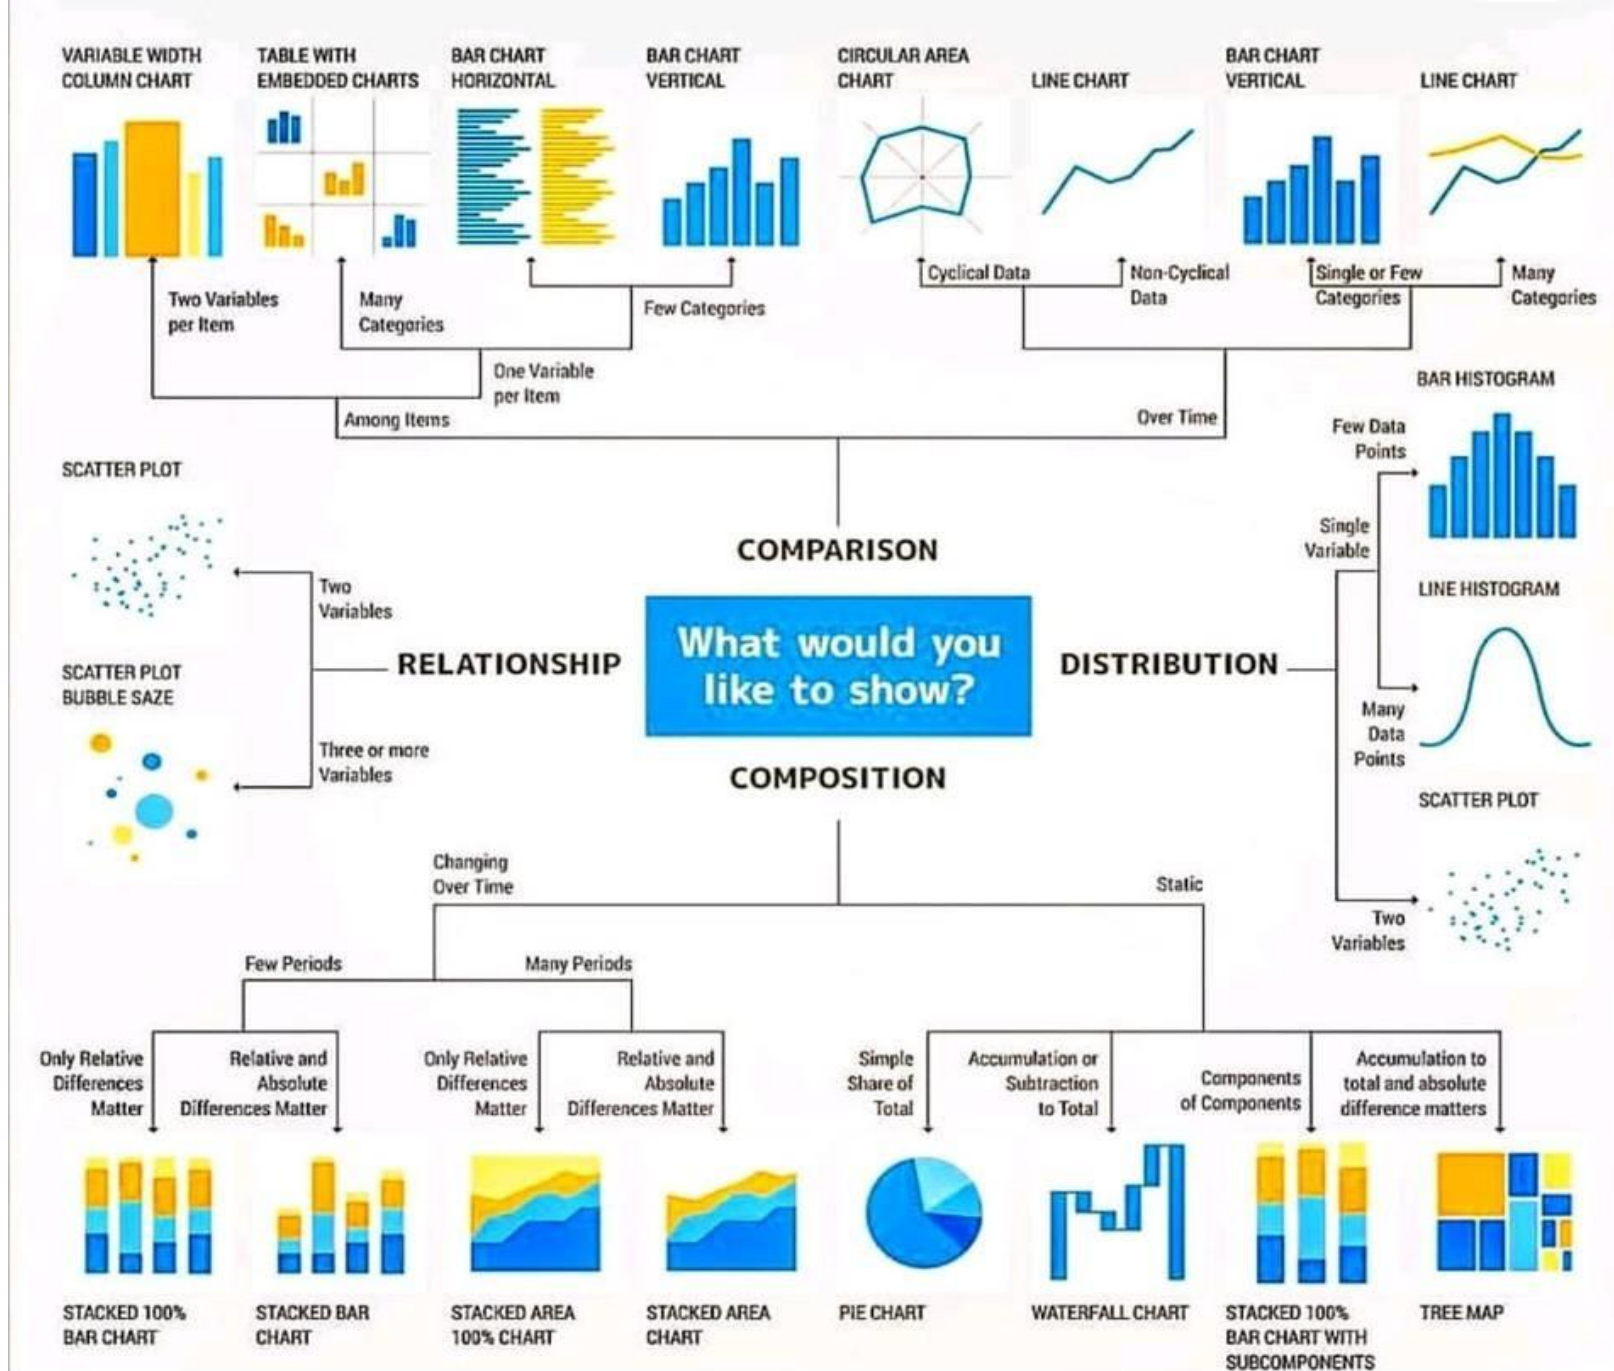 VARIABLE WIDTH
COLUMN CHART
TABLE WITH
EMBEDDED CHARTS
BAR CHART
HORIZONTAL
BAR CHART
VERTICAL
CIRCULAR AREA
CHART
LINE CHART
BAR CHART
VERTICAL
LINE CHART
Two Variables
per Item
Many
Categories
Few Categories
Cyclical Data
Non-Cyclical
Data
Single or Few
Categories
Many
Categories
One Variable
per Item
Among Items
Over Time
BAR HISTOGRAM
Few Data
Points
Single
Variable
LINE HISTOGRAM
Many
Data
Points
SCATTER PLOT
Two
Variables
SCATTER PLOT
Two
Variables
SCATTER PLOT
BUBBLE SAZE
Three or more
Variables
COMPARISON
RELATIONSHIP
What would you
like to show?
DISTRIBUTION
COMPOSITION
Changing
Over Time
Static
Few Periods
Many Periods
Only Relative
Differences
Matter
Relative and
Absolute
Differences Matter
Only Relative
Differences
Matter
Relative and
Absolute
Differences Matter
Simple
Share of
Total
Accumulation or
Subtraction
to Total
Components
of Components
Accumulation to
total and absolute
difference matters
STACKED 100%
BAR CHART
STACKED BAR
CHART
STACKED AREA
100% CHART
STACKED AREA
CHART
PIE CHART
WATERFALL CHART
STACKED 100%
BAR CHART WITH
SUBCOMPONENTS
TREE MAP